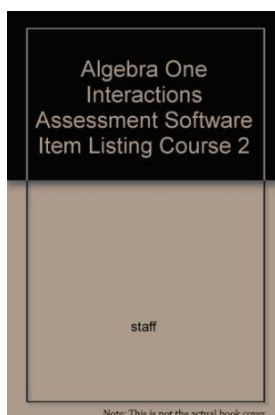 Algebra One
Interactions
Assessment Software
Item Listing Course 2
staff
Note: This is not the actual book cover